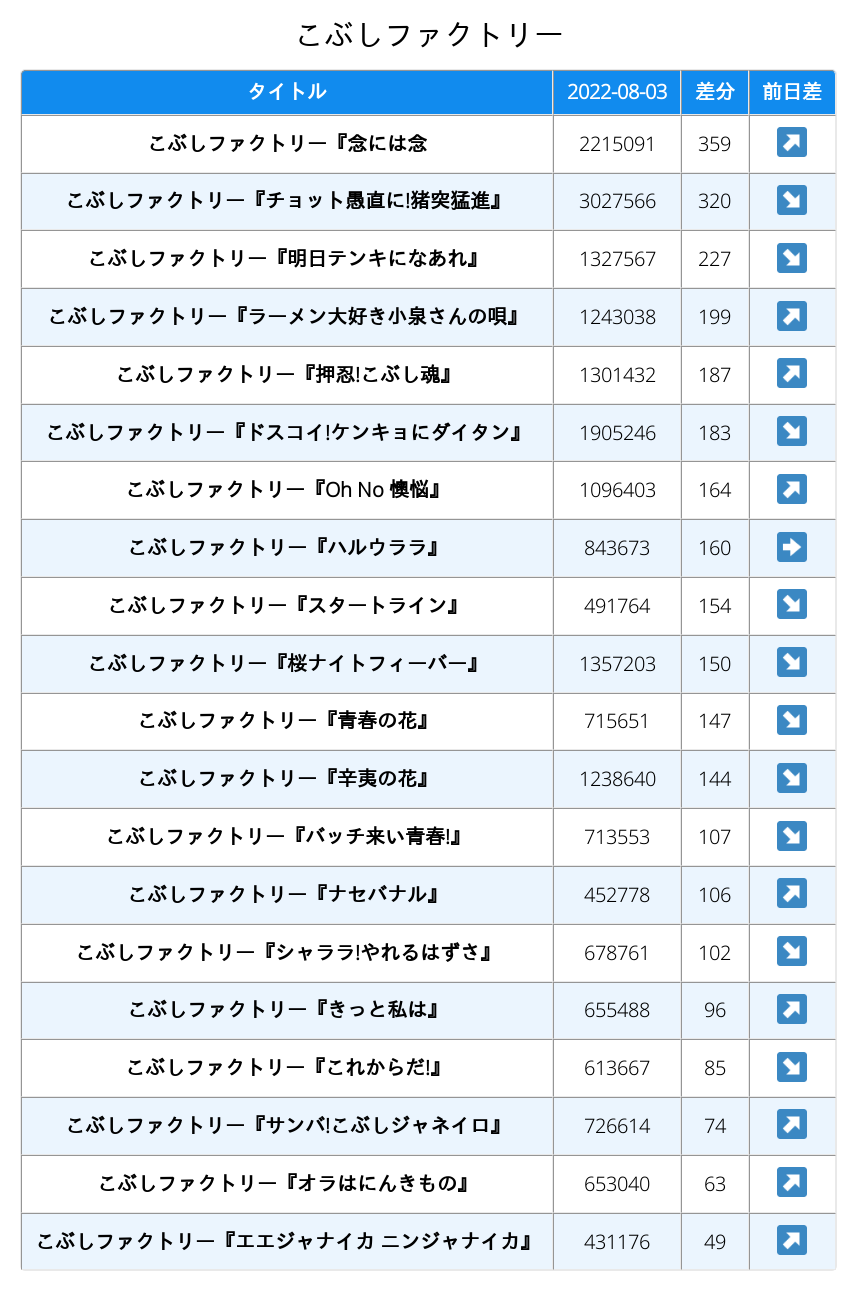 こぶしファクトリー
タイトル 2022-08-03 差分 前日差
こぶしファクトリー『念には念 2215091 359
こぶしファクトリー『チョット愚直に!猪突猛進』 3027566 320
こぶしファクトリー『明日テンキになあれ』 1327567 227
こぶしファクトリー『ラーメン大好き小泉さんの唄』 1243038 199
こぶしファクトリー『押忍!こぶし魂』 1301432 187
こぶしファクトリー『ドスコイ!ケンキョにダイタン』 1905246 183
こぶしファクトリー『Oh No 懊悩』 1096403 164
こぶしファクトリー『ハルウララ』 843673 160
こぶしファクトリー『スタートライン』 491764 154
こぶしファクトリー『桜ナイトフィーバー』 1357203 150
こぶしファクトリー『青春の花』 715651 147
こぶしファクトリー『辛夷の花』 1238640 144
こぶしファクトリー『バッチ来い青春!』 713553 107
こぶしファクトリー『ナセバナル』 452778 106
こぶしファクトリー『シャララ!やれるはずさ』 678761 102
こぶしファクトリー『きっと私は』 655488 96
こぶしファクトリー『これからだ!』 613667 85
こぶしファクトリー『サンバ!こぶしジャネイロ』 726614 74
こぶしファクトリー『オラはにんきもの』 653040 63
こぶしファクトリー『エエジャナイカ ニンジャナイカ』 431176 49